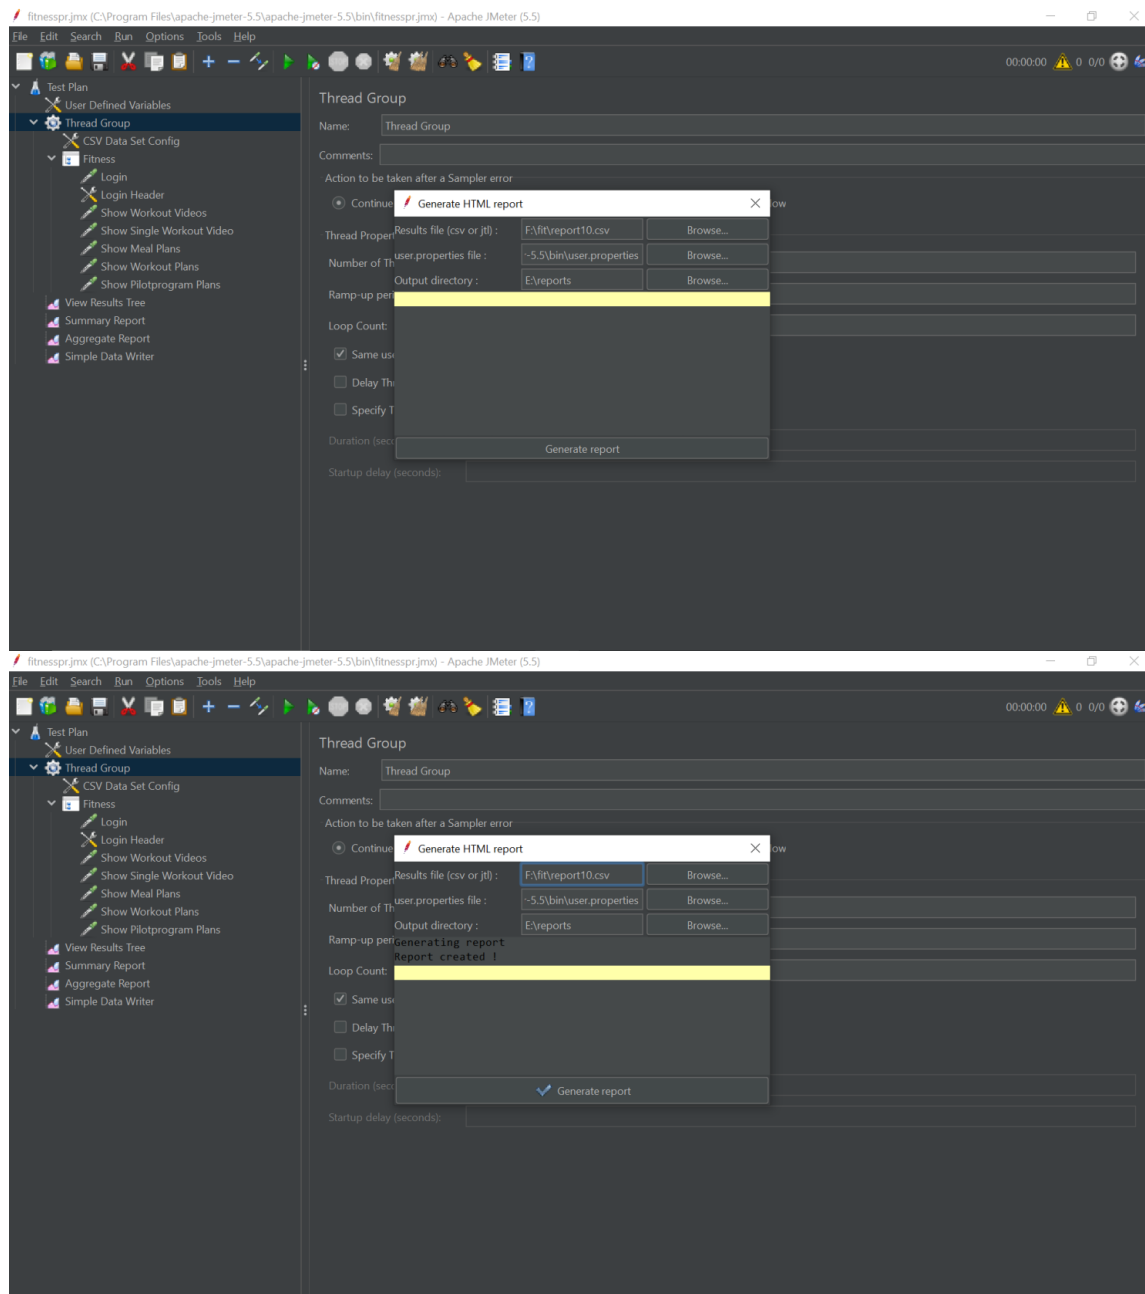 fitnesspr.jmx (C:\Program Files\apache-jmeter-5.5\apache-jmeter-5.5\bin\fitnesspr.jmx) - Apache JMeter (5.5)
File Edit Search Run Options Tools Help
00:00:00 0 0/0
Test Plan
User Defined Variables
Thread Group
CSV Data Set Config
Fitness
Login
Login Header
Show Workout Videos
Show Single Workout Video
Show Meal Plans
Show Workout Plans
Show Pilotprogram Plans
View Results Tree
Summary Report
Aggregate Report
Simple Data Writer
Thread Group
Name: Thread Group
Comments:
Action to be taken after a Sampler error
Continue
Thread Proper
Number of Th
Ramp-up per
Loop Count:
Same use
Delay Thr
Specify T
Duration (seco
Startup delay (seconds):
Generate HTML report
Results file (csv or jtl) : F:\fit\report10.csv Browse...
user.properties file : -5.5\bin\user.properties Browse...
Output directory : E:\reports Browse...
Generate report
fitnesspr.jmx (C:\Program Files\apache-jmeter-5.5\apache-jmeter-5.5\bin\fitnesspr.jmx) - Apache JMeter (5.5)
File Edit Search Run Options Tools Help
00:00:00 0 0/0
Test Plan
User Defined Variables
Thread Group
CSV Data Set Config
Fitness
Login
Login Header
Show Workout Videos
Show Single Workout Video
Show Meal Plans
Show Workout Plans
Show Pilotprogram Plans
View Results Tree
Summary Report
Aggregate Report
Simple Data Writer
Thread Group
Name: Thread Group
Comments:
Action to be taken after a Sampler error
Continue
Thread Proper
Number of Th
Ramp-up per
Loop Count:
Same use
Delay Thr
Specify T
Duration (seco
Startup delay (seconds):
Generate HTML report
Results file (csv or jtl) : F:\fit\report10.csv Browse...
user.properties file : -5.5\bin\user.properties Browse...
Output directory : E:\reports Browse...
Generating report
Report created !
Generate report